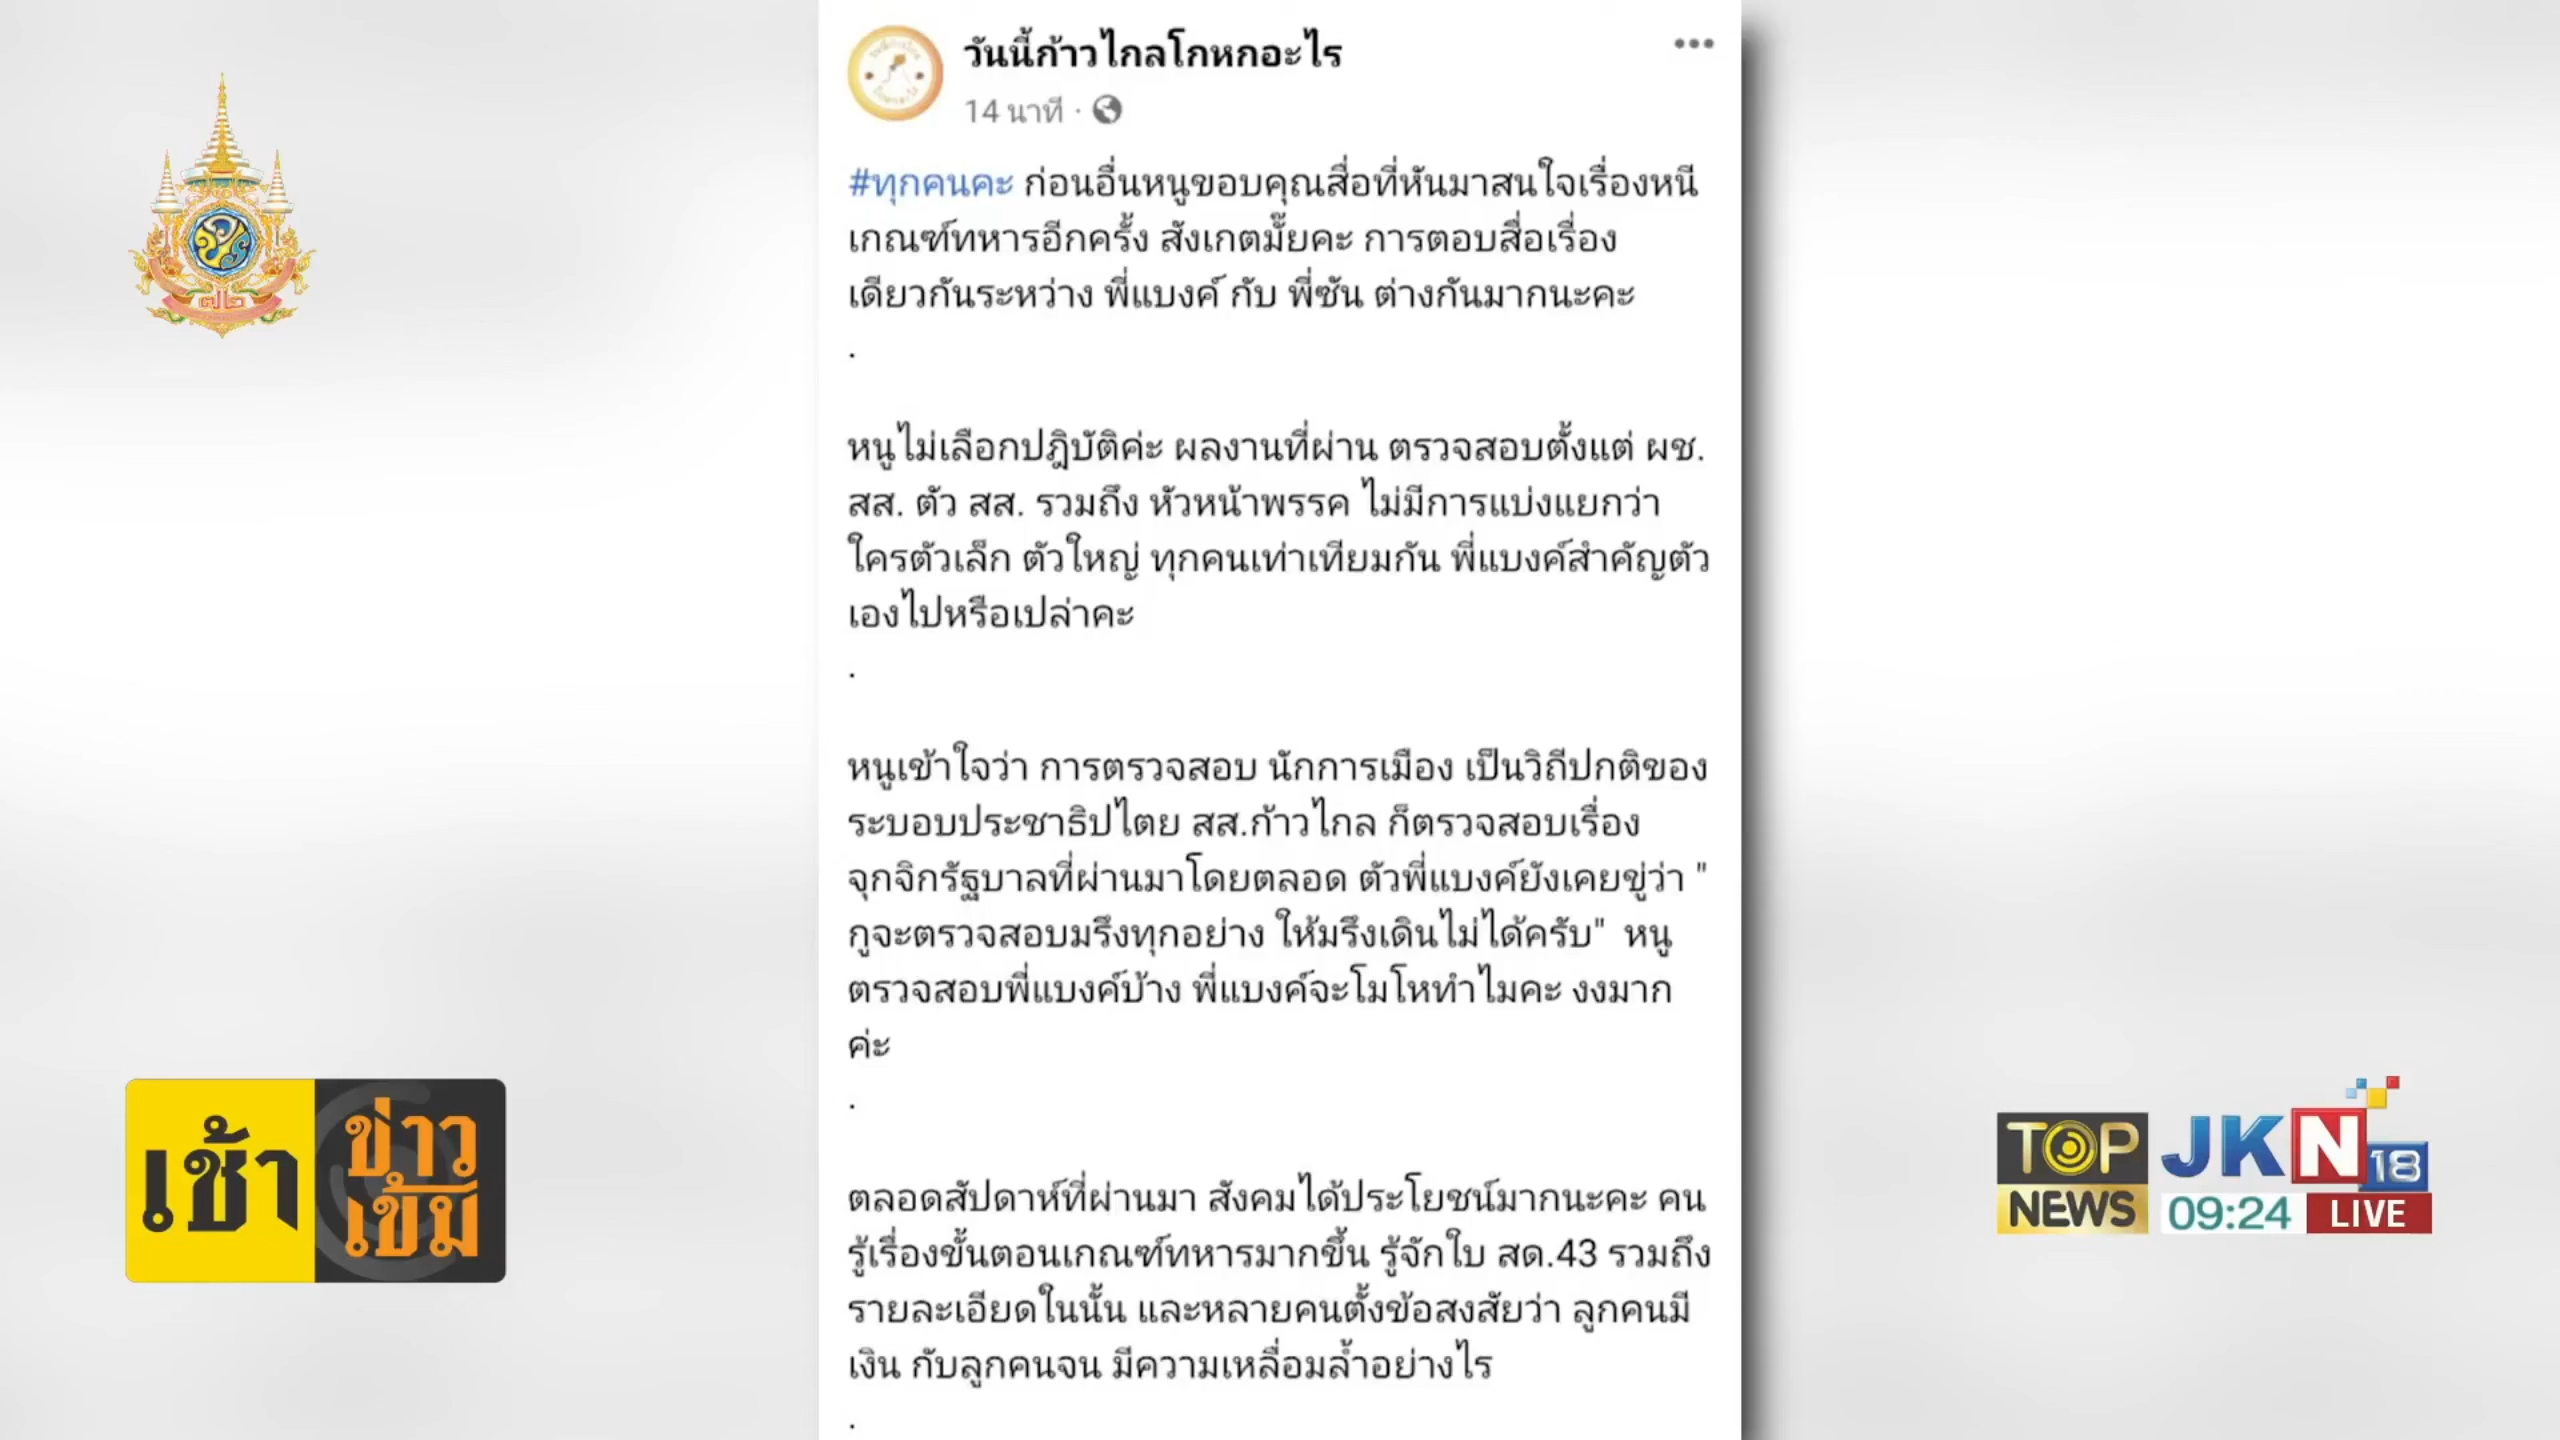 วันนี้ก้าวไกลโกหกอะไร
14 นาที ·
#ทุกคนคะ ก่อนอื่นหนูขอบคุณสื่อที่หันมาสนใจเรื่องหนี
เกณฑ์ทหารอีกครั้ง สังเกตมั๊ยคะ การตอบสื่อเรื่อง
เดียวกันระหว่าง พี่แบงค์ กับ พี่ซัน ต่างกันมากนะคะ
.
หนูไม่เลือกปฎิบัติค่ะ ผลงานที่ผ่าน ตรวจสอบตั้งแต่ ผช.
สส. ตัว สส. รวมถึง หัวหน้าพรรค ไม่มีการแบ่งแยกว่า
ใครตัวเล็ก ตัวใหญ่ ทุกคนเท่าเทียมกัน พี่แบงค์สำคัญตัว
เองไปหรือเปล่าคะ
.
หนูเข้าใจว่า การตรวจสอบ นักการเมือง เป็นวิถีปกติของ
ระบอบประชาธิปไตย สส.ก้าวไกล ก็ตรวจสอบเรื่อง
จุกจิกรัฐบาลที่ผ่านมาโดยตลอด ตัวพี่แบงค์ยังเคยขู่ว่า "
กูจะตรวจสอบมรึงทุกอย่าง ให้มรึงเดินไม่ได้ครับ" หนู
ตรวจสอบพี่แบงค์บ้าง พี่แบงค์จะโมโหทำไมคะ งงมาก
ค่ะ
.
ตลอดสัปดาห์ที่ผ่านมา สังคมได้ประโยชน์มากนะคะ คน
รู้เรื่องขั้นตอนเกณฑ์ทหารมากขึ้น รู้จักใบ สด.43 รวมถึง
รายละเอียดในนั้น และหลายคนตั้งข้อสงสัยว่า ลูกคนมี
เงิน กับลูกคนจน มีความเหลื่อมล้ำอย่างไร
.
๗๒
เช้า
ข่าว
เข้ม
TOP
NEWS
JKN
18
09:24
LIVE